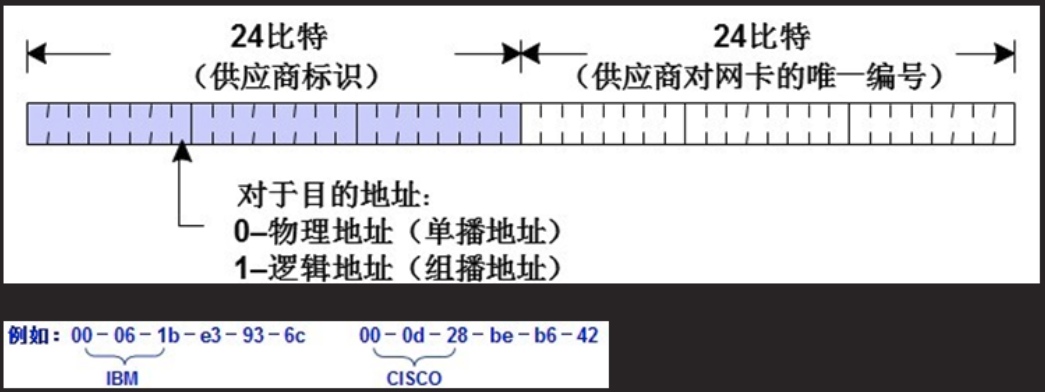 24比特
（供应商标识）
24比特
（供应商对网卡的唯一编号）
对于目的地址：
0–物理地址（单播地址）
1–逻辑地址（组播地址）
例如：00－06－1b－e3－93－6c 00－0d－28－be－b6－42
IBM CISCO